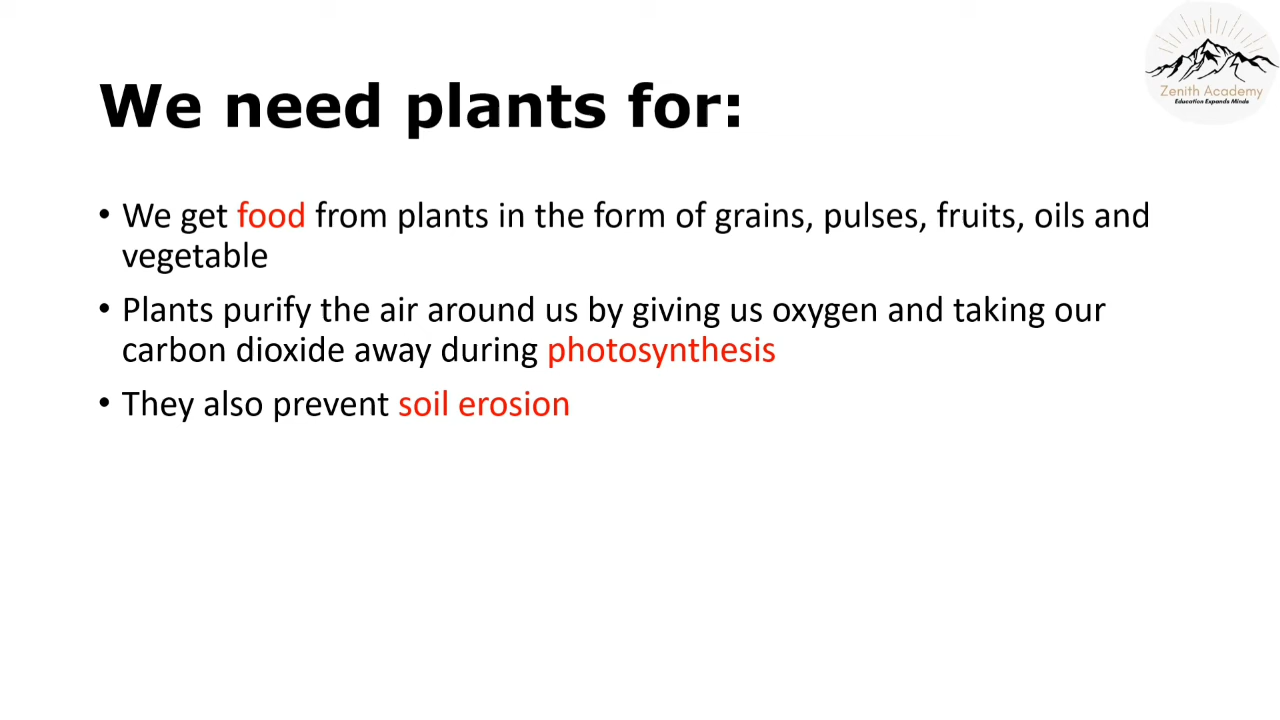 Zenith Academy
Education Expands Minds
We need plants for:
• We get food from plants in the form of grains, pulses, fruits, oils and
vegetable
• Plants purify the air around us by giving us oxygen and taking our
carbon dioxide away during photosynthesis
• They also prevent soil erosion